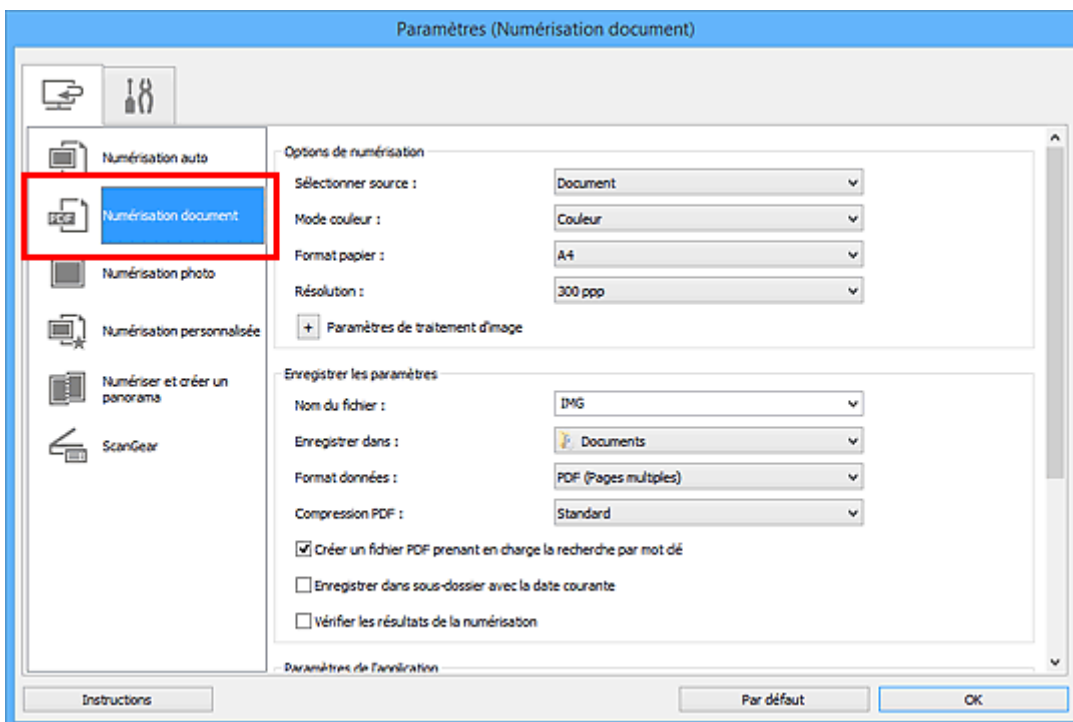 Paramètres (Numérisation document)
Numérisation auto
PDF
Numérisation document
Numérisation photo
Numérisation personnalisée
Numériser et créer un
panorama
ScanGear
Options de numérisation
Sélectionner source : Document
Mode couleur : Couleur
Format papier : A4
Résolution : 300 ppp
+ Paramètres de traitement d'image
Enregistrer les paramètres
Nom du fichier : IMG
Enregistrer dans : Documents
Format données : PDF (Pages multiples)
Compression PDF : Standard
Créer un fichier PDF prenant en charge la recherche par mot clé
Enregistrer dans sous-dossier avec la date courante
Vérifier les résultats de la numérisation
Paramètres de l'application
Instructions
Par défaut
OK